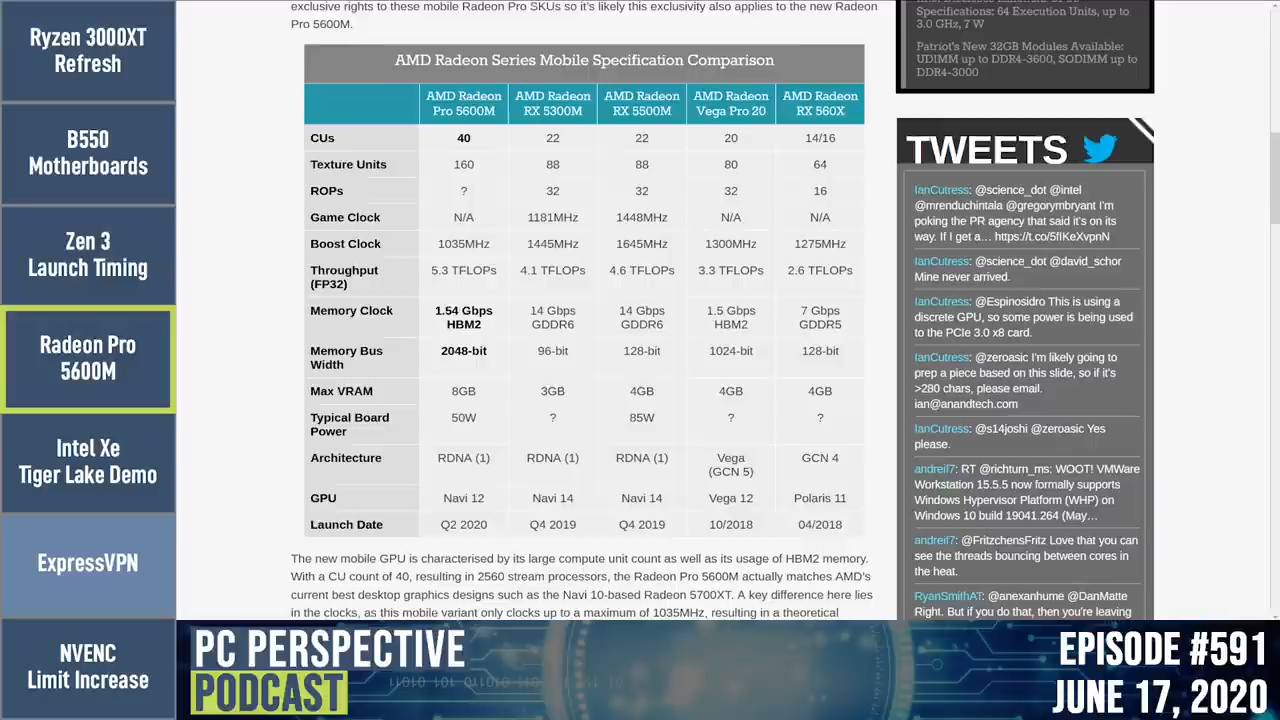 Ryzen 3000XT
Refresh
B550
Motherboards
Zen 3
Launch Timing
Radeon Pro
5600M
Intel Xe
Tiger Lake Demo
ExpressVPN
NVENC
Limit Increase
exclusive rights to these mobile Radeon Pro SKUs so it's likely this exclusivity also applies to the new Radeon
Pro 5600M.
AMD Radeon Series Mobile Specification Comparison
AMD Radeon Pro 5600M AMD Radeon RX 5300M AMD Radeon RX 5500M AMD Radeon Vega Pro 20 AMD Radeon RX 560X
CUs 40 22 22 20 14/16
Texture Units 160 88 88 80 64
ROPs ? 32 32 32 16
Game Clock N/A 1181MHz 1448MHz N/A N/A
Boost Clock 1035MHz 1445MHz 1645MHz 1300MHz 1275MHz
Throughput (FP32) 5.3 TFLOPs 4.1 TFLOPs 4.6 TFLOPs 3.3 TFLOPs 2.6 TFLOPs
Memory Clock 1.54 Gbps HBM2 14 Gbps GDDR6 14 Gbps GDDR6 1.5 Gbps HBM2 7 Gbps GDDR5
Memory Bus Width 2048-bit 96-bit 128-bit 1024-bit 128-bit
Max VRAM 8GB 3GB 4GB 4GB 4GB
Typical Board Power 50W ? 85W ? ?
Architecture RDNA (1) RDNA (1) RDNA (1) Vega (GCN 5) GCN 4
GPU Navi 12 Navi 14 Navi 14 Vega 12 Polaris 11
Launch Date Q2 2020 Q4 2019 Q4 2019 10/2018 04/2018
The new mobile GPU is characterised by its large compute unit count as well as its usage of HBM2 memory.
With a CU count of 40, resulting in 2560 stream processors, the Radeon Pro 5600M actually matches AMD's
current best desktop graphics designs such as the Navi 10-based Radeon 5700XT. A key difference here lies
in the clocks, as this mobile variant only clocks up to a maximum of 1035MHz, resulting in a theoretical
Specifications: 64 Execution Units, up to
3.0 GHz, 7 W
Patriot's New 32GB Modules Available:
UDIMM up to DDR4-3600, SODIMM up to
DDR4-3000
TWEETS
IanCutress: @science_dot @intel
@mrenduchintala @gregorymbryant I'm
poking the PR agency that said it's on its
way. If I get a… https://t.co/5fIKeXvpnN
IanCutress: @science_dot @david_schor
Mine never arrived.
IanCutress: @Espinosidro This is using a
discrete GPU, so some power is being used
to the PCIe 3.0 x8 card.
IanCutress: @zeroasic I'm likely going to
prep a piece based on this slide, so if it's
>280 chars, please email.
ian@anandtech.com
IanCutress: @s14joshi @zeroasic Yes
please.
andreif7: RT @richturn_ms: WOOT! VMWare
Workstation 15.5.5 now formally supports
Windows Hypervisor Platform (WHP) on
Windows 10 build 19041.264 (May…
andreif7: @FritzchensFritz Love that you can
see the threads bouncing between cores in
the heat.
RyanSmithAT: @anexanhume @DanMatte
Right. But if you do that, then you're leaving
PC PERSPECTIVE
PODCAST
EPISODE #591
JUNE 17, 2020